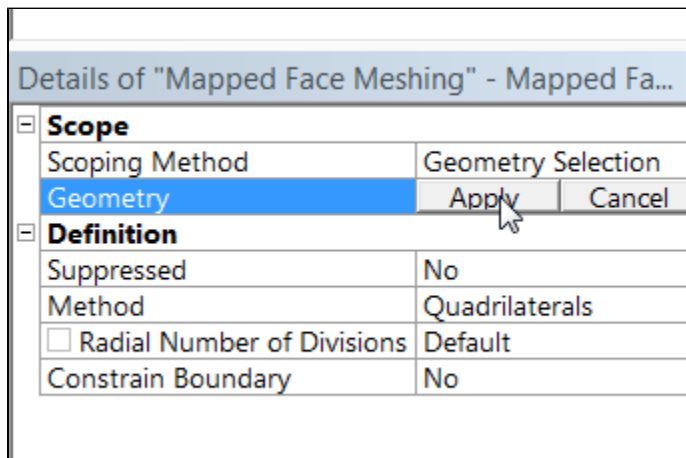 Details of "Mapped Face Meshing" - Mapped Fa...
Scope
Scoping Method Geometry Selection
Geometry Apply Cancel
Definition
Suppressed No
Method Quadrilaterals
Radial Number of Divisions Default
Constrain Boundary No